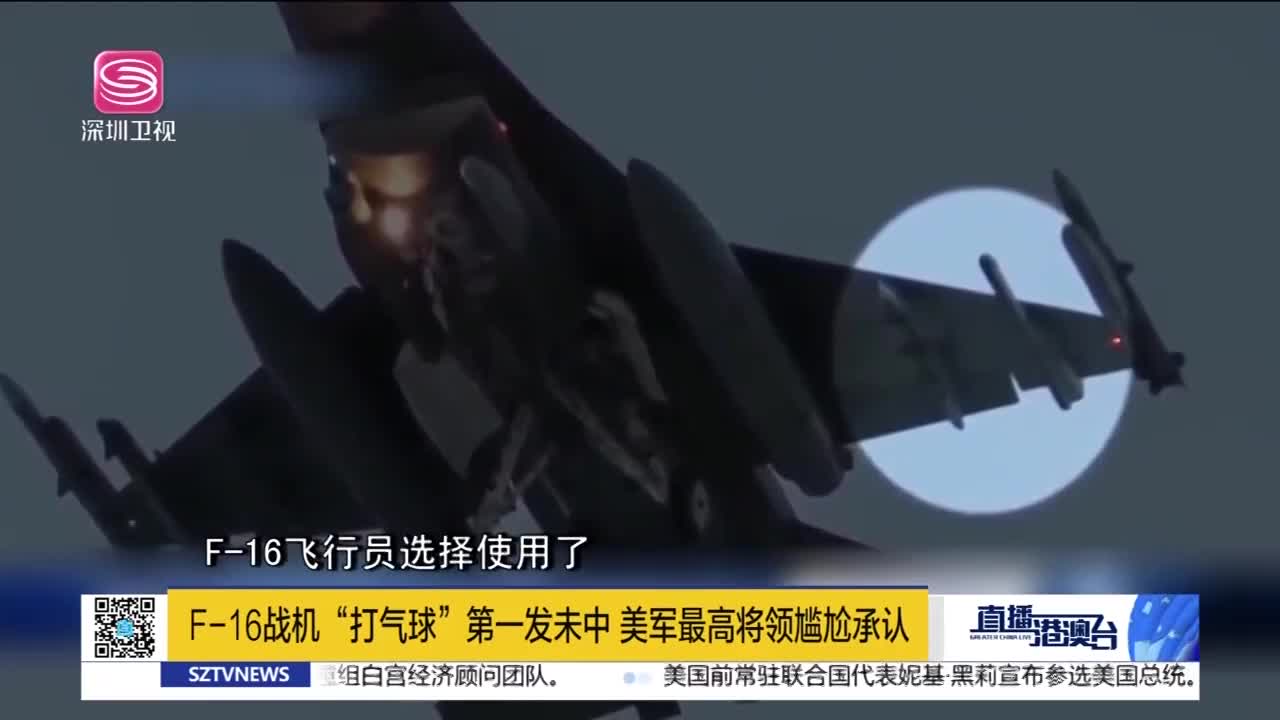 深圳卫视
F-16飞行员选择使用了
F-16战机“打气球”第一发未中 美军最高将领尴尬承认
直播港澳台
GREATER CHINA LIVE
SZTVNEWS
组白宫经济顾问团队。 美国前常驻联合国代表妮基·黑莉宣布参选美国总统。